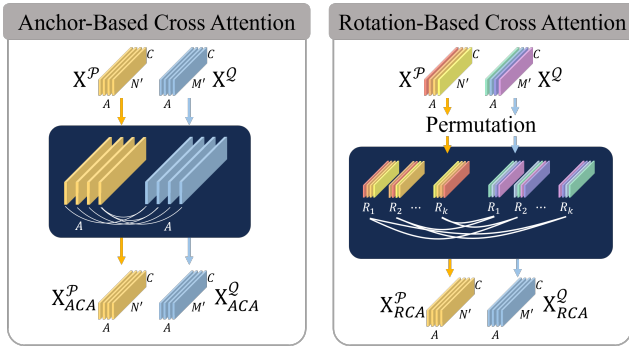 Anchor-Based Cross Attention
X^𝒫 A N′ C
A M′ C X^𝒬
A A
X^𝒫_ACA A N′ C
A M′ C X^𝒬_ACA
Rotation-Based Cross Attention
X^𝒫 A N′ C
A M′ C X^𝒬
Permutation
R_1 R_2 ... R_k R_1 R_2 ... R_k
X^𝒫_RCA A N′ C
A M′ C X^𝒬_RCA